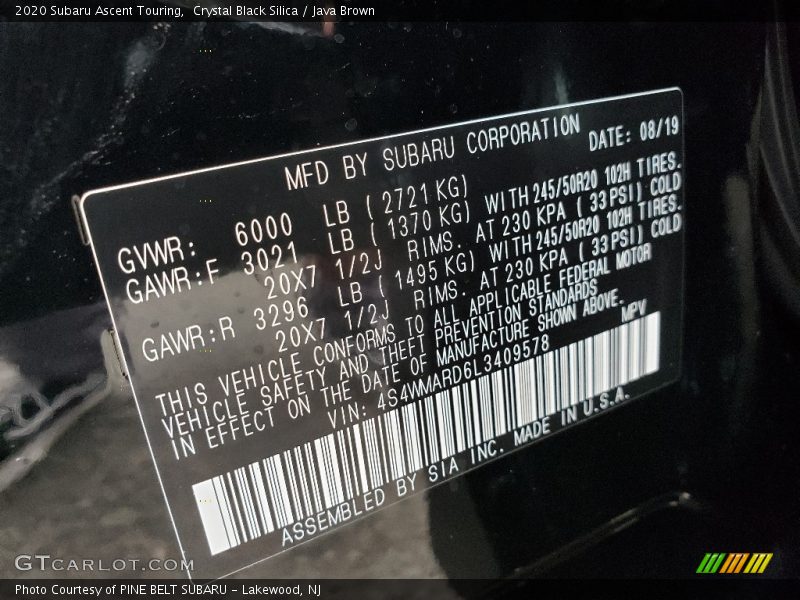 2020 Subaru Ascent Touring,  Crystal Black Silica / Java Brown
MFD BY SUBARU CORPORATION
DATE: 08/19
GVWR: 6000 LB ( 2721 KG)
GAWR:F 3021 LB ( 1370 KG) WITH 245/50R20 102H TIRES.
20X7 1/2J RIMS. AT 230 KPA ( 33 PSI) COLD
GAWR:R 3296 LB ( 1495 KG) WITH 245/50R20 102H TIRES.
20X7 1/2J RIMS. AT 230 KPA ( 33 PSI) COLD
THIS VEHICLE CONFORMS TO ALL APPLICABLE FEDERAL MOTOR
VEHICLE SAFETY AND THEFT PREVENTION STANDARDS
IN EFFECT ON THE DATE OF MANUFACTURE SHOWN ABOVE.
VIN: 4S4WMARD6L3409578 MPV
ASSEMBLED BY SIA INC. MADE IN U.S.A.
GTCARLOT.COM
Photo Courtesy of PINE BELT SUBARU - Lakewood, NJ